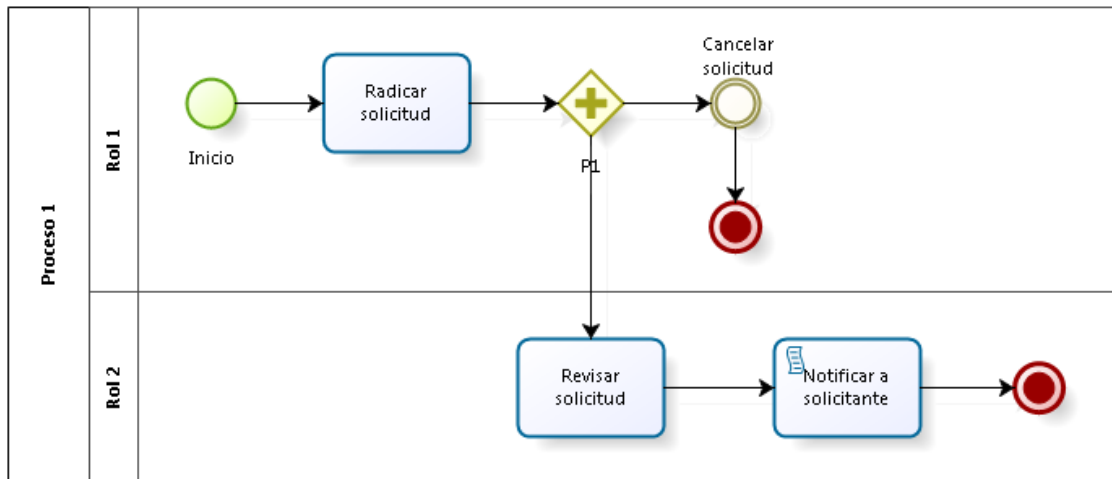 Proceso 1
Rol 1
Inicio
Radicar
solicitud
P1
Cancelar
solicitud
Rol 2
Revisar
solicitud
Notificar a
solicitante